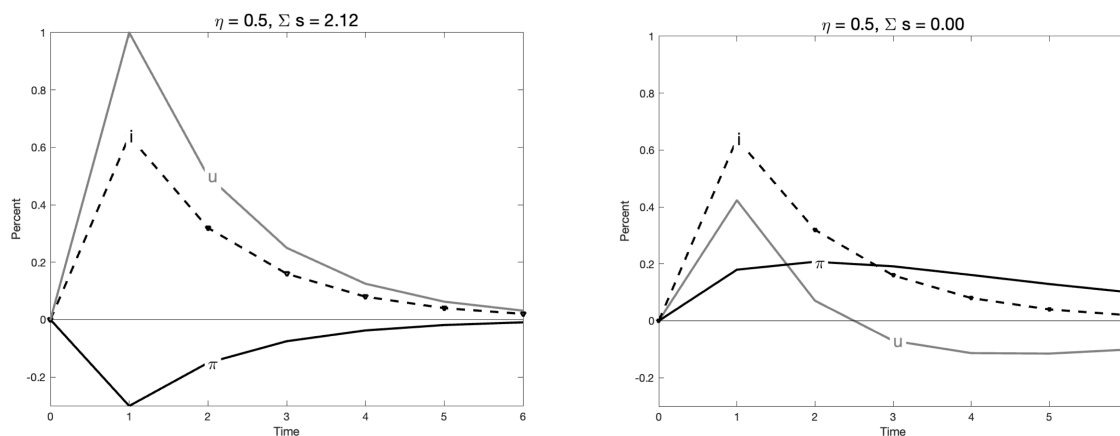 η = 0.5, Σ s = 2.12
1
0.8
0.6
0.4
0.2
0
-0.2
Percent
i
u
π
0 1 2 3 4 5 6
Time
η = 0.5, Σ s = 0.00
1
0.8
0.6
0.4
0.2
0
-0.2
Percent
i
π
u
0 1 2 3 4 5
Time